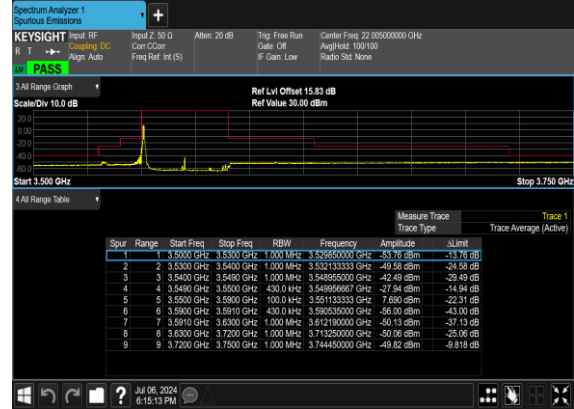 Spectrum Analyzer 1
Spurious Emissions
KEYSIGHT Input: RF Input Z: 50 Ω Atten: 20 dB Trig: Free Run Center Freq: 22.005000000 GHz
R T Coupling: DC Corr CCorr Gate: Off Avg|Hold: 100/100
Align: Auto Freq Ref: Int (S) IF Gain: Low Radio Std: None
PASS
3 All Range Graph
Ref Lvl Offset 15.83 dB
Scale/Div 10.0 dB Ref Value 30.00 dBm
20.0
0.00
-20.0
-40.0
-60.0
Start 3.500 GHz Stop 3.750 GHz
4 All Range Table
Measure Trace Trace 1
Trace Type Trace Average (Active)
Spur Range Start Freq Stop Freq RBW Frequency Amplitude ΔLimit
1 1 3.5000 GHz 3.5300 GHz 1.000 MHz 3.529850000 GHz -53.76 dBm -13.76 dB
2 2 3.5300 GHz 3.5400 GHz 1.000 MHz 3.532133333 GHz -49.58 dBm -24.58 dB
3 3 3.5400 GHz 3.5490 GHz 1.000 MHz 3.548955000 GHz -42.49 dBm -29.49 dB
4 4 3.5490 GHz 3.5500 GHz 430.0 kHz 3.549956667 GHz -27.94 dBm -14.94 dB
5 5 3.5500 GHz 3.5900 GHz 100.0 kHz 3.551133333 GHz 7.690 dBm -22.31 dB
6 6 3.5900 GHz 3.5910 GHz 430.0 kHz 3.590535000 GHz -56.00 dBm -43.00 dB
7 7 3.5910 GHz 3.6300 GHz 1.000 MHz 3.612190000 GHz -50.13 dBm -37.13 dB
8 8 3.6300 GHz 3.7200 GHz 1.000 MHz 3.713250000 GHz -50.06 dBm -25.06 dB
9 9 3.7200 GHz 3.7500 GHz 1.000 MHz 3.744450000 GHz -49.82 dBm -9.818 dB
? Jul 06, 2024
6:15:13 PM